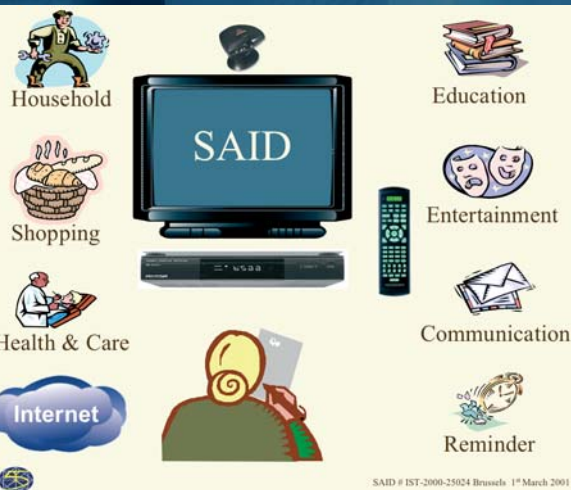 Household
Education
SAID
Shopping
Entertainment
Health & Care
Communication
Internet
Reminder
SAID # IST-2000-25024 Brussels 1st March 2001